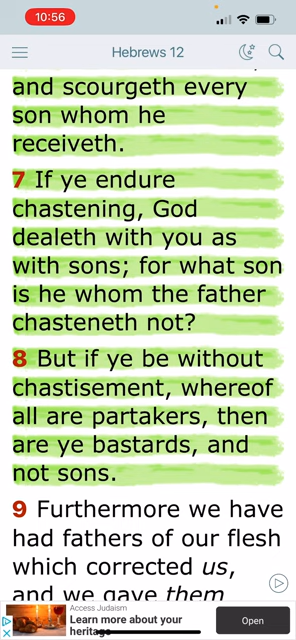 10:56
Hebrews 12
and scourgeth every
son whom he
receiveth.
7 If ye endure
chastening, God
dealeth with you as
with sons; for what son
is he whom the father
chasteneth not?
8 But if ye be without
chastisement, whereof
all are partakers, then
are ye bastards, and
not sons.
9 Furthermore we have
had fathers of our flesh
which corrected us,
and we gave them
Access Judaism
Learn more about your
heritage
Open